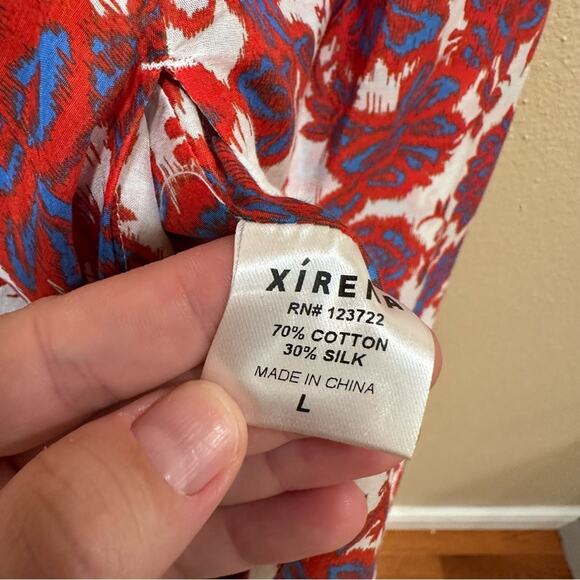 XÍRENA
RN# 123722
70% COTTON
30% SILK
MADE IN CHINA
L